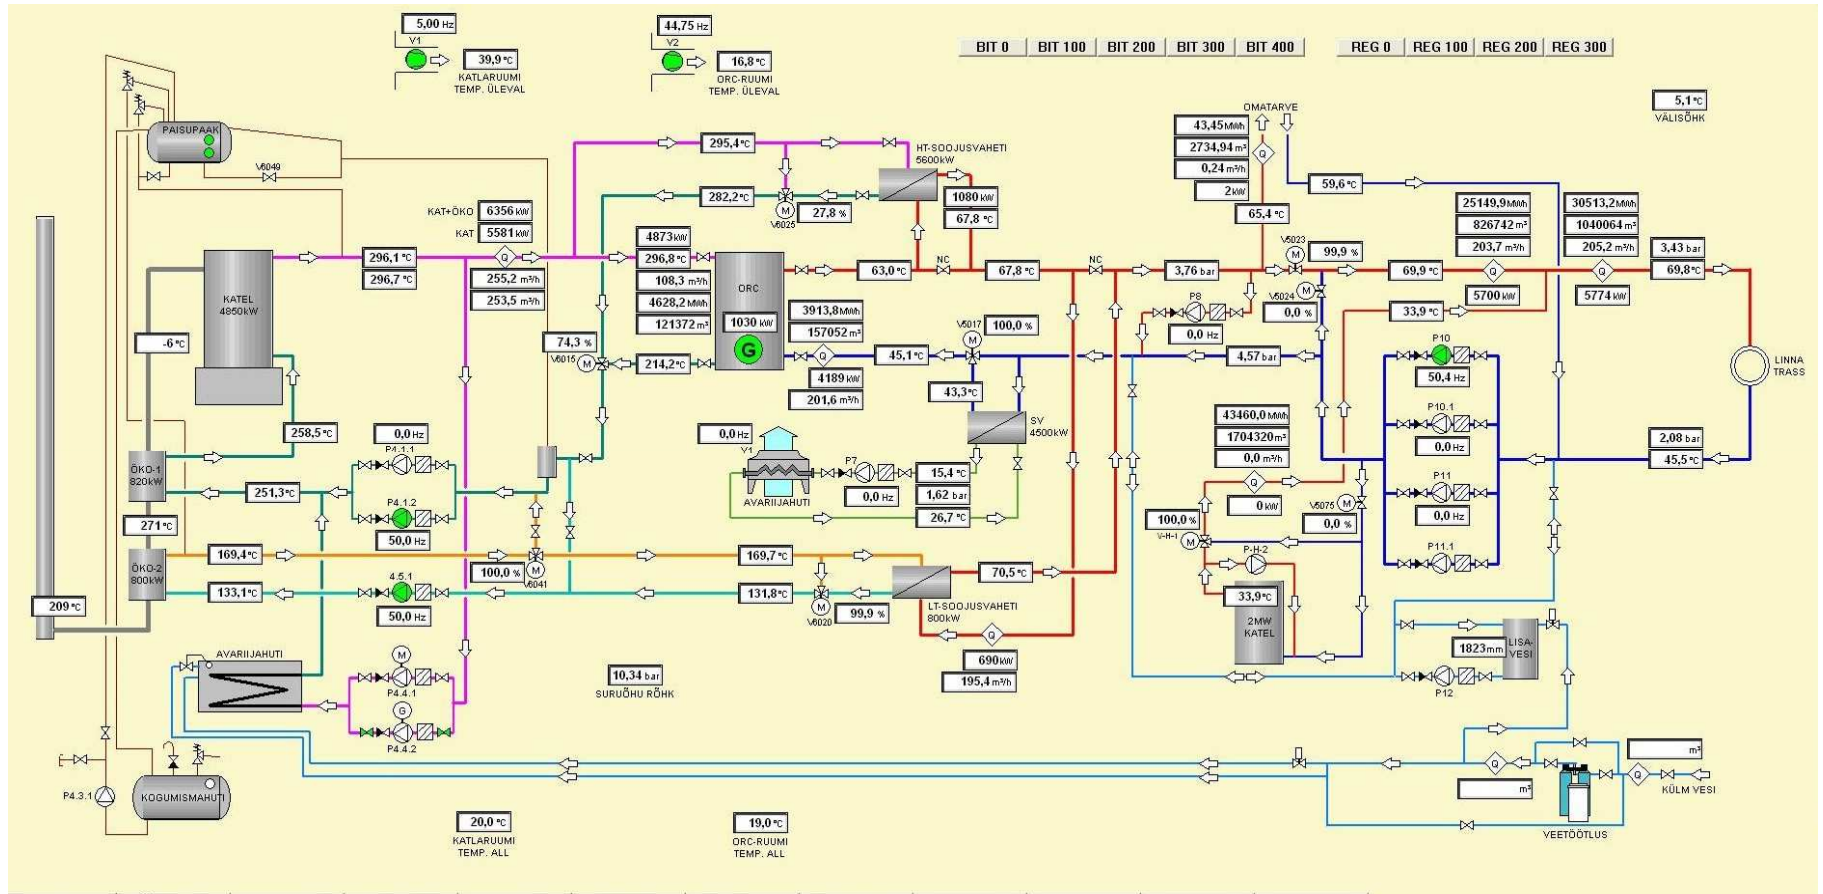 5,00 Hz
V1
39,9 °C
KATLARUUMI
TEMP. ÜLEVAL
44,75 Hz
V2
16,8 °C
ORC-RUUMI
TEMP. ÜLEVAL
BIT 0
BIT 100
BIT 200
BIT 300
BIT 400
REG 0
REG 100
REG 200
REG 300
5,1 °C
VÄLISÕHK
OMATARVE
43,45 MWh
2734,94 m³
0,24 m³/h
2 kW
Q
65,4 °C
59,6 °C
PAISUPAAK
V6049
295,4 °C
HT-SOOJUSVAHETI
5600kW
282,2 °C
M
V6025
27,8 %
1080 kW
67,8 °C
KAT+ÖKO
6356 kW
KAT
5581 kW
Q
255,2 m³/h
253,5 m³/h
296,1 °C
296,7 °C
KATEL
4850kW
-6 °C
4873 kW
296,8 °C
108,3 m³/h
4628,2 MWh
121372 m³
ORC
1030 kW
G
63,0 °C
NC
67,8 °C
NC
3,76 bar
V5023
M
99,9 %
69,9 °C
25149,9 MWh
826742 m³
203,7 m³/h
Q
5700 kW
30513,2 MWh
1040064 m³
205,2 m³/h
Q
5774 kW
3,43 bar
69,8 °C
M
V5024
0,0 %
33,9 °C
P8
0,0 Hz
3913,8 MWh
157052 m³
Q
4189 kW
201,6 m³/h
45,1 °C
V5017
M
100,0 %
4,57 bar
74,3 %
V6015
M
214,2 °C
43,3 °C
SV
4500kW
P10
50,4 Hz
P10.1
0,0 Hz
P11
0,0 Hz
P11.1
LINNA
TRASS
2,08 bar
45,5 °C
258,5 °C
0,0 Hz
P4.1.1
ÖKO-1
820kW
251,3 °C
P4.1.2
50,0 Hz
271 °C
0,0 Hz
V1
AVARIIJAHUTI
P7
0,0 Hz
15,4 °C
1,62 bar
26,7 °C
43460,0 MWh
1704320 m³
0,0 m³/h
Q
0 kW
V5075
M
0,0 %
100,0 %
V-H-I
M
P-H-2
33,9 °C
2MW
KATEL
169,4 °C
ÖKO-2
800kW
133,1 °C
4.5.1
50,0 Hz
100,0 %
M
V6041
169,7 °C
131,8 °C
M
V6020
99,9 %
70,5 °C
LT-SOOJUSVAHETI
800kW
Q
690 kW
195,4 m³/h
209 °C
AVARIIJAHUTI
M
P4.4.1
G
P4.4.2
10,34 bar
SURUÕHU RÕHK
1823 mm
LISA-
VESI
P12
P4.3.1
KOGUMISMAHUTI
m³
Q
m³
Q
KÜLM VESI
VEETÖÖTLUS
20,0 °C
KATLARUUMI
TEMP. ALL
19,0 °C
ORC-RUUMI
TEMP. ALL